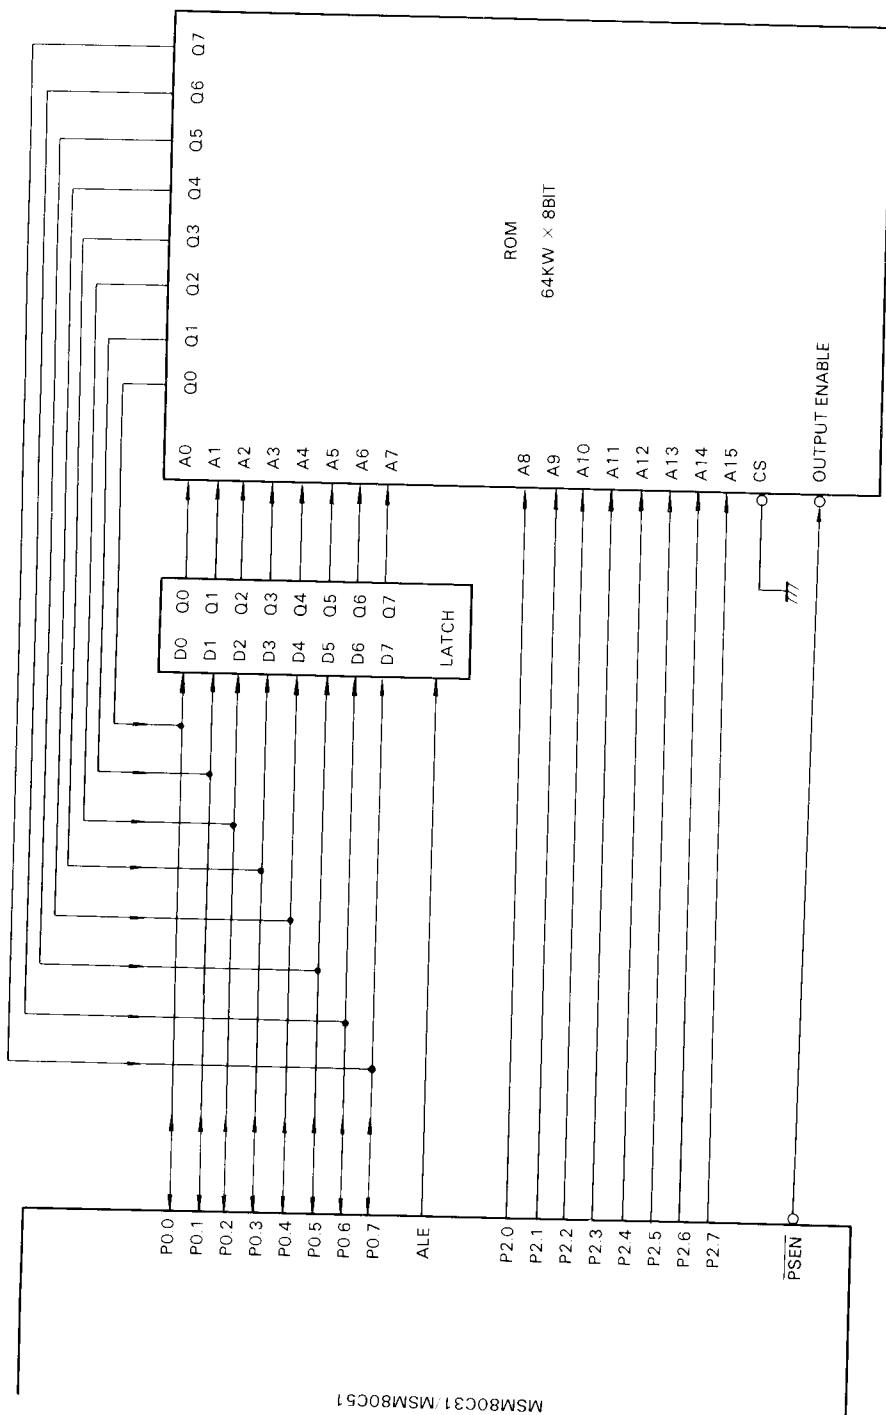 MSM80C31/MSM80C51
P0.0
P0.1
P0.2
P0.3
P0.4
P0.5
P0.6
P0.7
ALE
P2.0
P2.1
P2.2
P2.3
P2.4
P2.5
P2.6
P2.7
PSEN
D0 Q0
D1 Q1
D2 Q2
D3 Q3
D4 Q4
D5 Q5
D6 Q6
D7 Q7
LATCH
Q0
Q1
Q2
Q3
Q4
Q5
Q6
Q7
A0
A1
A2
A3
A4
A5
A6
A7
A8
A9
A10
A11
A12
A13
A14
A15
CS
OUTPUT ENABLE
ROM
64KW × 8BIT